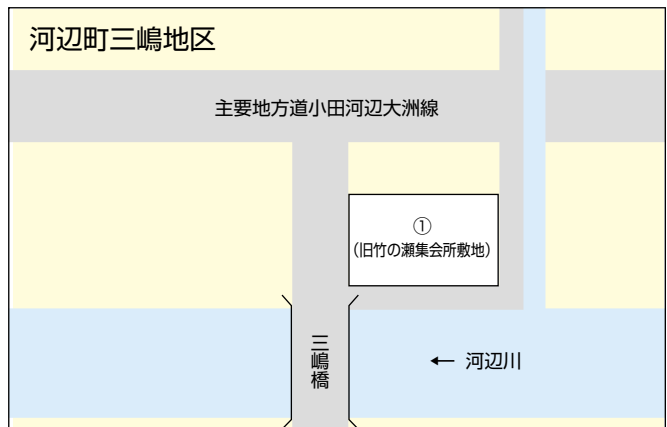 河辺町三嶋地区
主要地方道小田河辺大洲線
①
（旧竹の瀬集会所敷地）
三嶋橋
← 河辺川